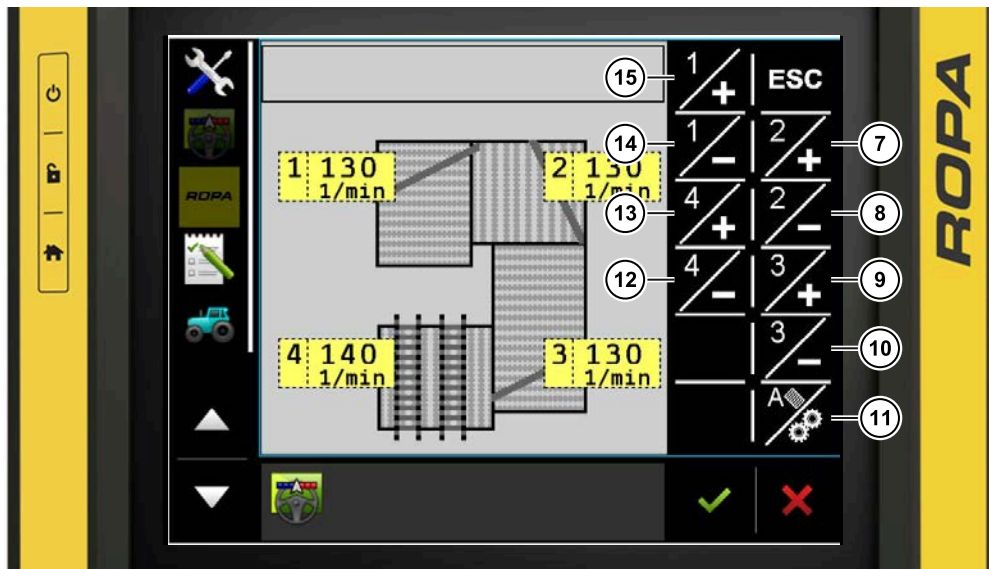 ROPA
1/+
ESC
15
1/-
2/+
14
7
1 130
1/min
2 130
1/min
ROPA
4/+
2/-
13
8
4/-
3/+
12
9
4 140
1/min
3 130
1/min
3/-
10
A
11